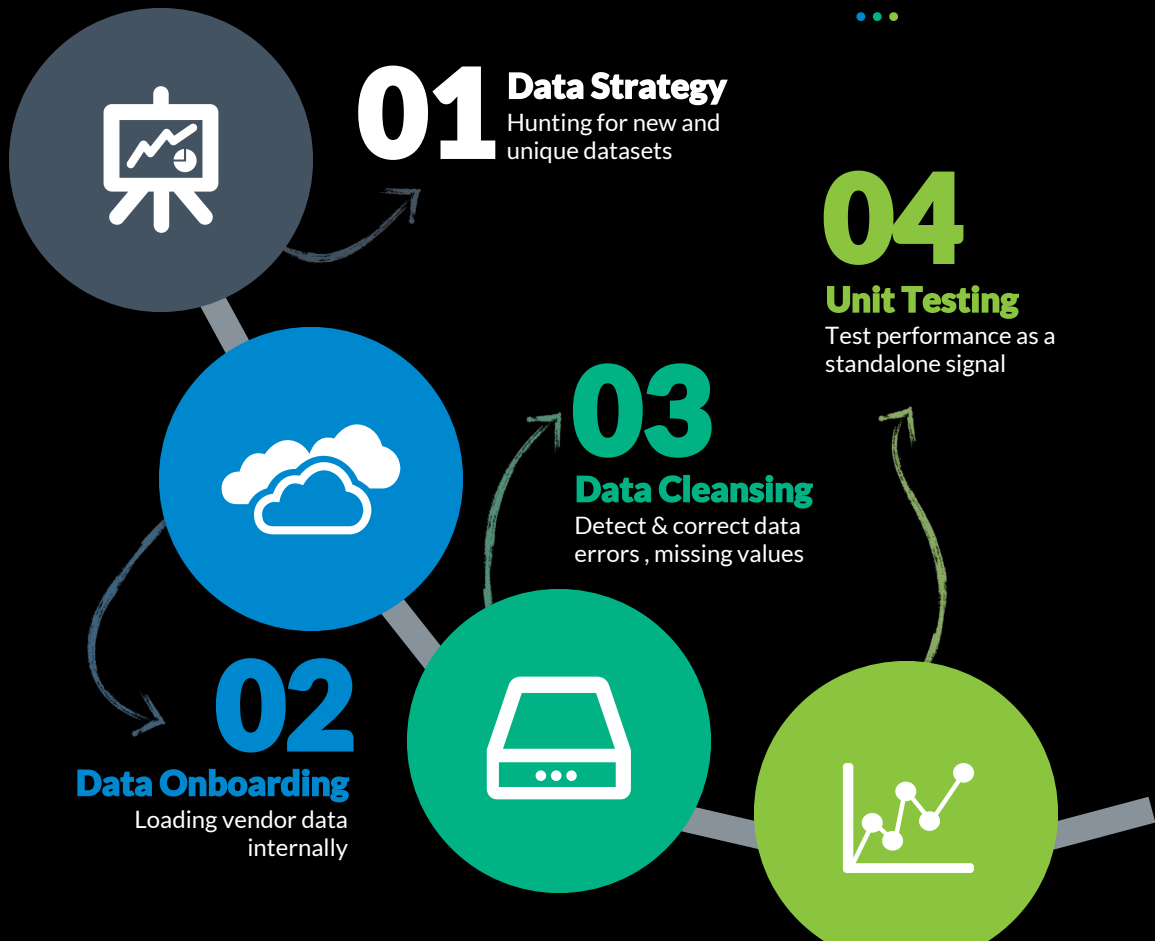 01
Data Strategy
Hunting for new and
unique datasets
02
Data Onboarding
Loading vendor data
internally
03
Data Cleansing
Detect & correct data
errors , missing values
04
Unit Testing
Test performance as a
standalone signal